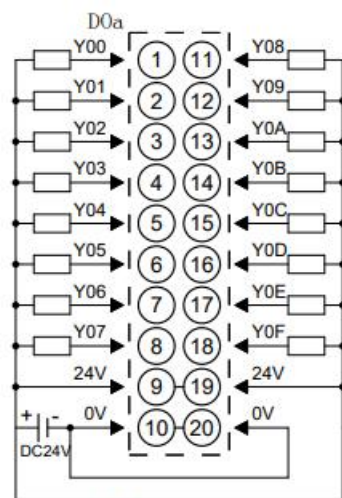 DOa
Y00 1 11 Y08
Y01 2 12 Y09
Y02 3 13 Y0A
Y03 4 14 Y0B
Y04 5 15 Y0C
Y05 6 16 Y0D
Y06 7 17 Y0E
Y07 8 18 Y0F
24V 9 19 24V
+ - 0V 10 20 0V
DC24V